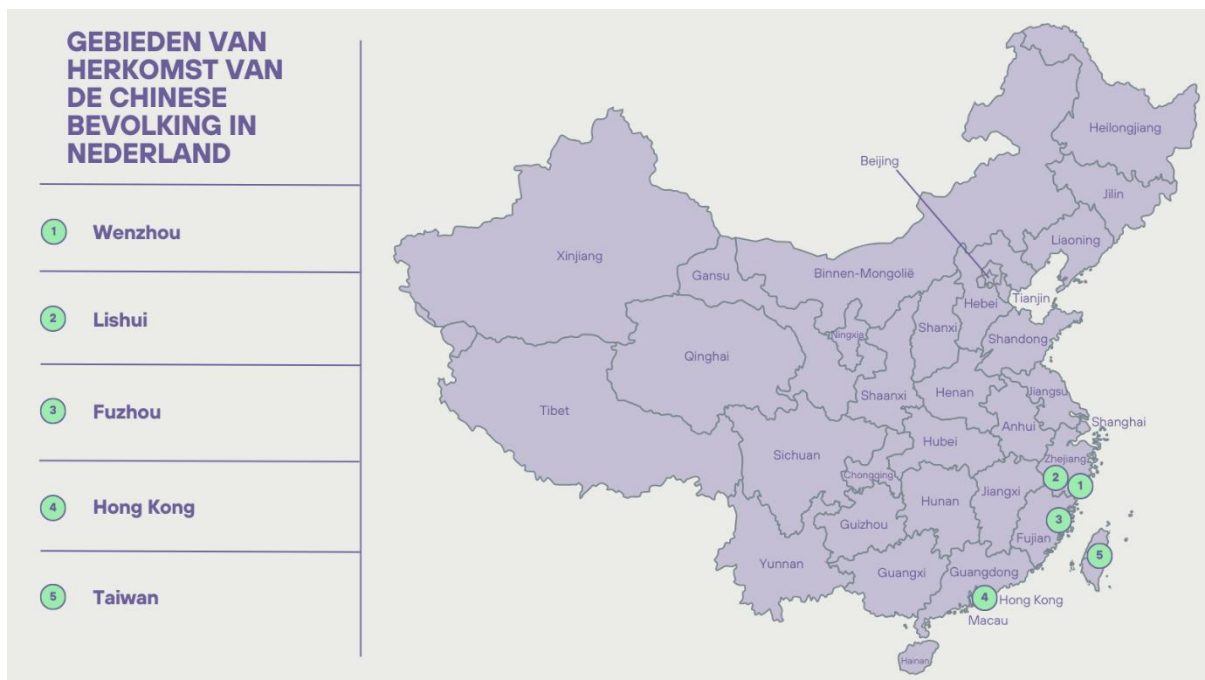 GEBIEDEN VAN
HERKOMST VAN
DE CHINESE
BEVOLKING IN
NEDERLAND
1 Wenzhou
2 Lishui
3 Fuzhou
4 Hong Kong
5 Taiwan
Heilongjiang
Beijing
Jilin
Liaoning
Xinjiang
Gansu
Binnen-Mongolië
Hebei
Tianjin
Ningxia
Shanxi
Shandong
Qinghai
Shaanxi
Henan
Jiangsu
Tibet
Anhui
Shanghai
Hubei
Sichuan
Zhejiang
Chongqing
2
1
Hunan
Jiangxi
Guizhou
3
Fujian
5
Yunnan
Guangxi
Guangdong
4 Hong Kong
Macau
Hainan